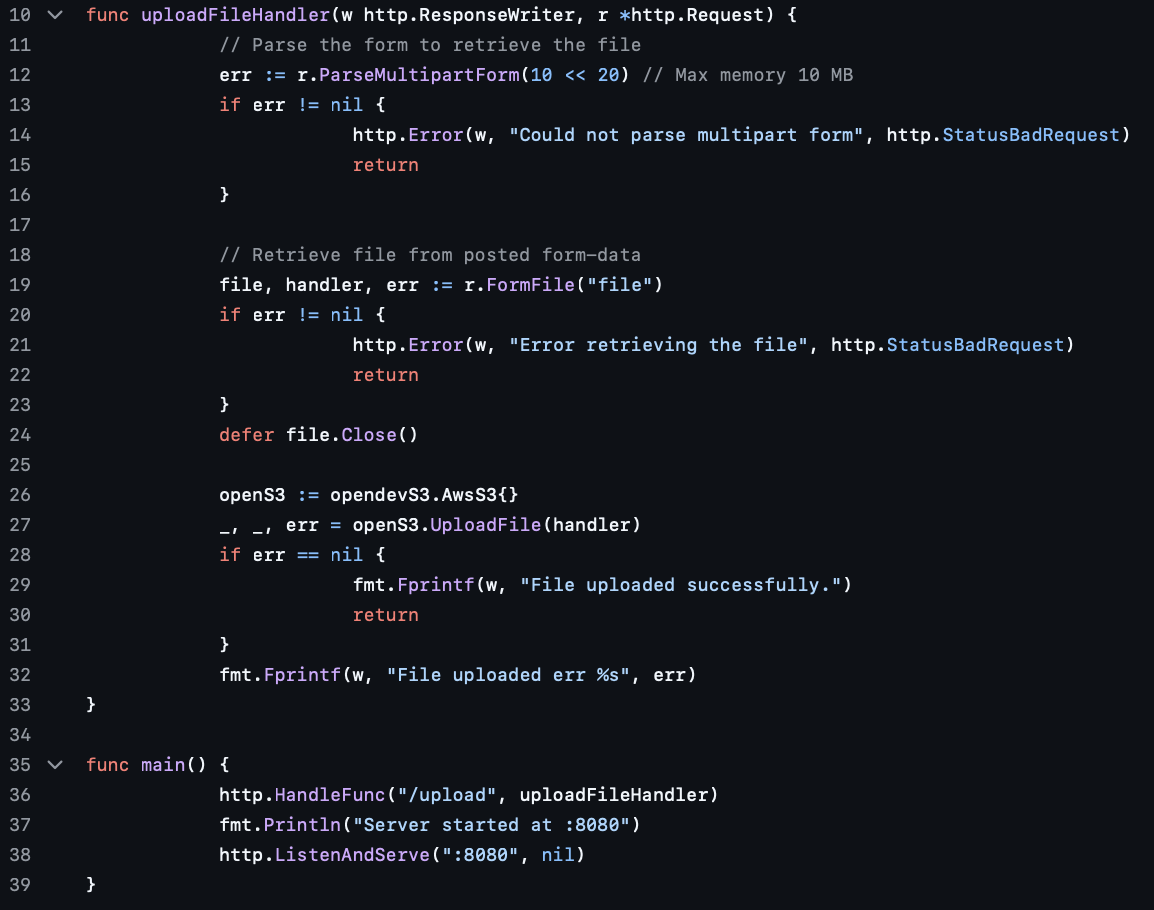 10 func uploadFileHandler(w http.ResponseWriter, r *http.Request) {
11 // Parse the form to retrieve the file
12 err := r.ParseMultipartForm(10 << 20) // Max memory 10 MB
13 if err != nil {
14 http.Error(w, "Could not parse multipart form", http.StatusBadRequest)
15 return
16 }
17
18 // Retrieve file from posted form-data
19 file, handler, err := r.FormFile("file")
20 if err != nil {
21 http.Error(w, "Error retrieving the file", http.StatusBadRequest)
22 return
23 }
24 defer file.Close()
25
26 openS3 := opendevS3.AwsS3{}
27 _, _, err = openS3.UploadFile(handler)
28 if err == nil {
29 fmt.Fprintf(w, "File uploaded successfully.")
30 return
31 }
32 fmt.Fprintf(w, "File uploaded err %s", err)
33 }
34
35 func main() {
36 http.HandleFunc("/upload", uploadFileHandler)
37 fmt.Println("Server started at :8080")
38 http.ListenAndServe(":8080", nil)
39 }